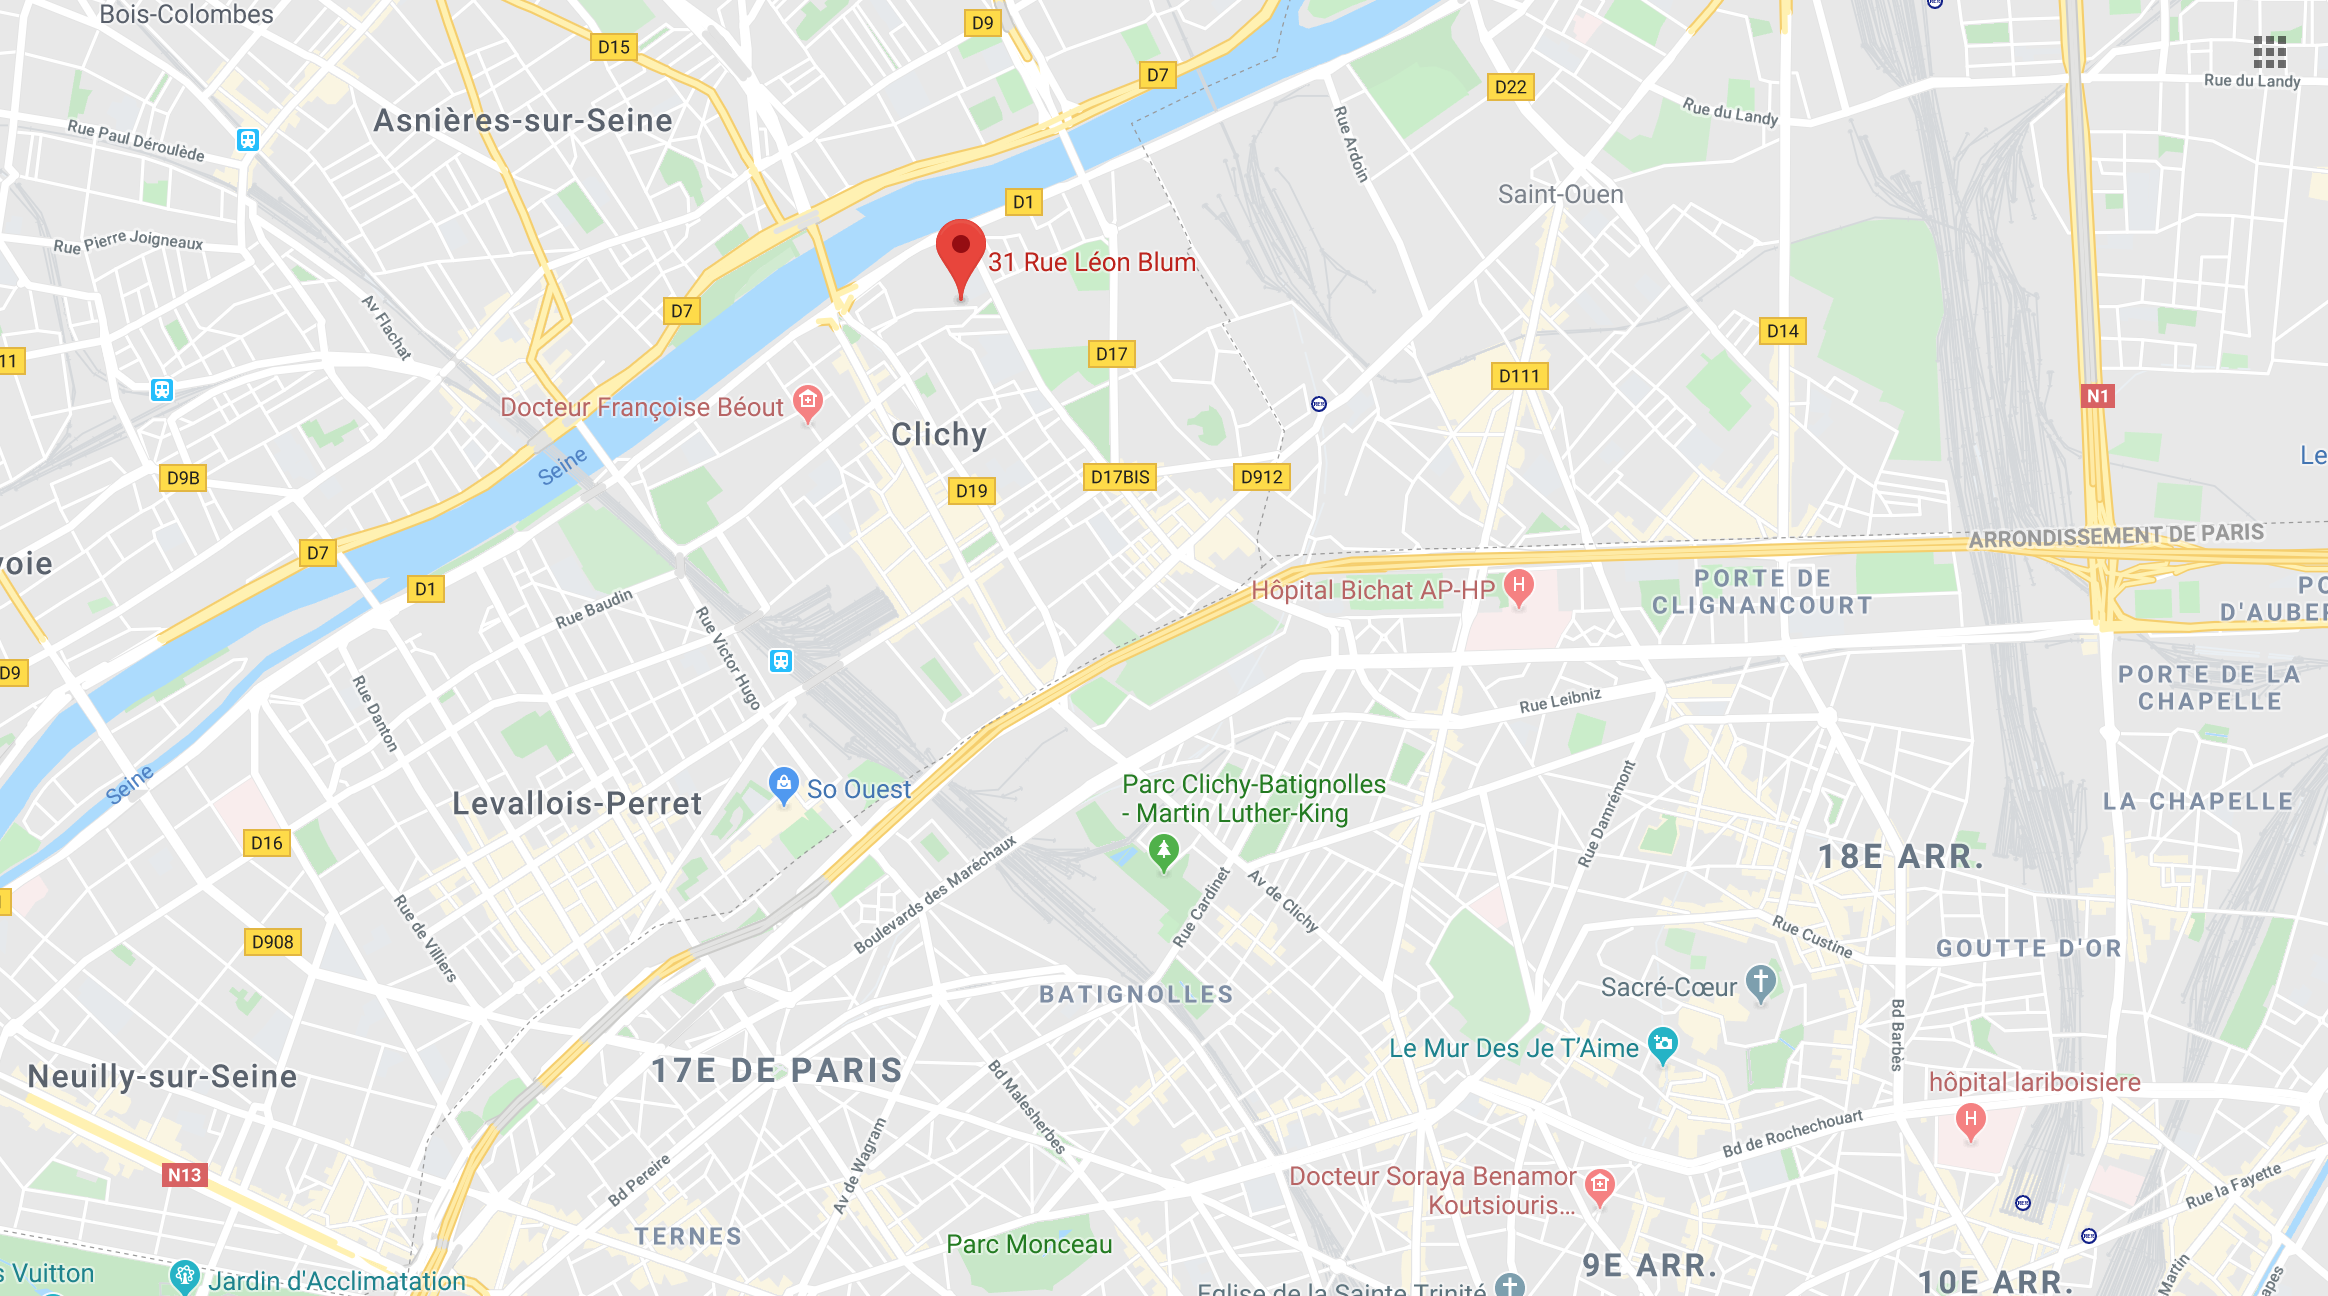 Bois-Colombes
D9
D15
D7
D22
Rue du Landy
Rue du Landy
Asnières-sur-Seine
Rue Paul Déroulède
Rue Ardoin
Saint-Ouen
D1
Rue Pierre Joigneaux
31 Rue Léon Blum
D7
Av Flachat
D14
11
D17
D111
N1
Docteur Françoise Béout
Clichy
Seine
Le
D9B
D19
D17BIS
D912
ARRONDISSEMENT DE PARIS
D7
voie
D1
Hôpital Bichat AP-HP
PORTE DE
CLIGNANCOURT
PO
D'AUBER
Rue Baudin
Rue Victor Hugo
D9
PORTE DE LA
CHAPELLE
Rue Leibniz
Rue Danton
Seine
So Ouest
Levallois-Perret
Parc Clichy-Batignolles
- Martin Luther-King
Rue Damrémont
LA CHAPELLE
D16
18E ARR.
Boulevards des Maréchaux
Rue Cardinet
Av de Clichy
D908
Rue de Villiers
Rue Custine
GOUTTE D'OR
BATIGNOLLES
Sacré-Cœur
Bd Barbès
Le Mur Des Je T'Aime
17E DE PARIS
Neuilly-sur-Seine
Bd Malesherbes
hôpital lariboisiere
Bd de Rochechouart
N13
Bd Pereire
Av de Wagram
Docteur Soraya Benamor
Koutsiouris...
Rue la Fayette
TERNES
Parc Monceau
9E ARR.
s Vuitton
Jardin d'Acclimatation
Eglise de la Sainte Trinité
10E ARR.
Martin
apes